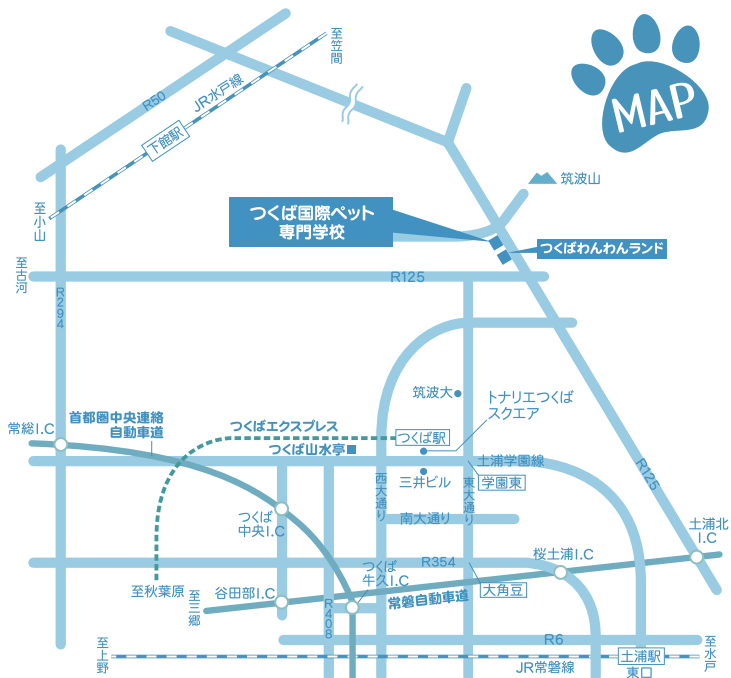 至笠間
MAP
R50
JR水戸線
下館駅
至小山
筑波山
つくば国際ペット
専門学校
つくばわんわんランド
至古河
R125
R294
筑波大
トナリエつくば
スクエア
首都圏中央連絡
自動車道
常総I.C
つくばエクスプレス
つくば駅
つくば山水亭
土浦学園線
R125
三井ビル
西大通り
東大通り
学園東
つくば
中央I.C
南大通り
土浦北
I.C
桜土浦I.C
R354
つくば
牛久I.C
大角豆
至秋葉原
至三郷
谷田部I.C
R408
常磐自動車道
R6
至上野
JR常磐線
土浦駅
東口
至水戸